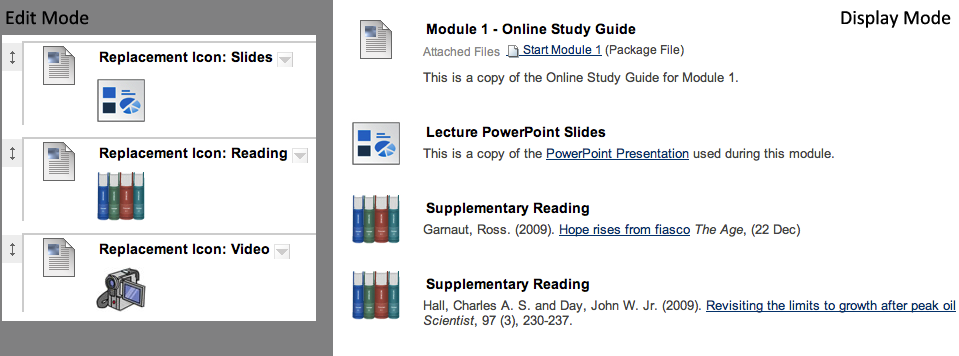 Edit Mode
Replacement Icon: Slides
Replacement Icon: Reading
Replacement Icon: Video
Display Mode
Module 1 - Online Study Guide
Attached Files Start Module 1 (Package File)
This is a copy of the Online Study Guide for Module 1.
Lecture PowerPoint Slides
This is a copy of the PowerPoint Presentation used during this module.
Supplementary Reading
Garnaut, Ross. (2009). Hope rises from fiasco The Age, (22 Dec)
Supplementary Reading
Hall, Charles A. S. and Day, John W. Jr. (2009). Revisiting the limits to growth after peak oil
Scientist, 97 (3), 230-237.